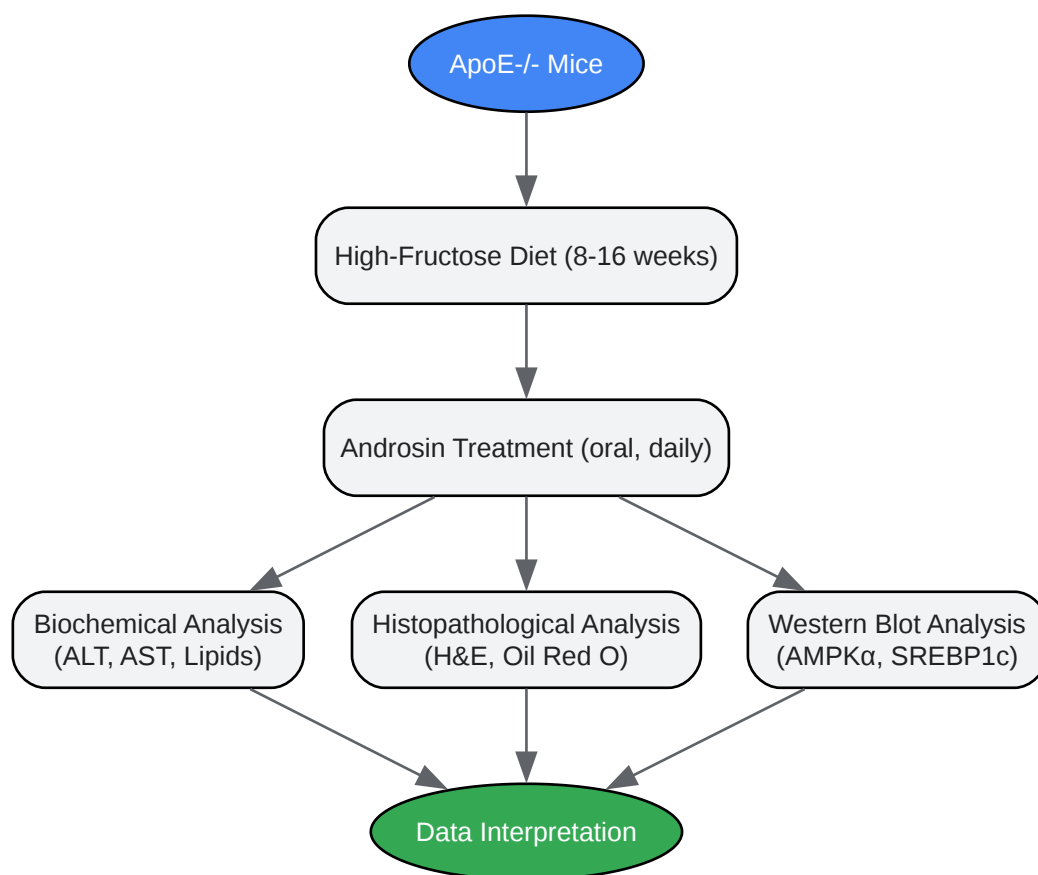 ApoE-/- Mice
High-Fructose Diet (8-16 weeks)
Androsin Treatment (oral, daily)
Biochemical Analysis
(ALT, AST, Lipids)
Histopathological Analysis
(H&E, Oil Red O)
Western Blot Analysis
(AMPKα, SREBP1c)
Data Interpretation